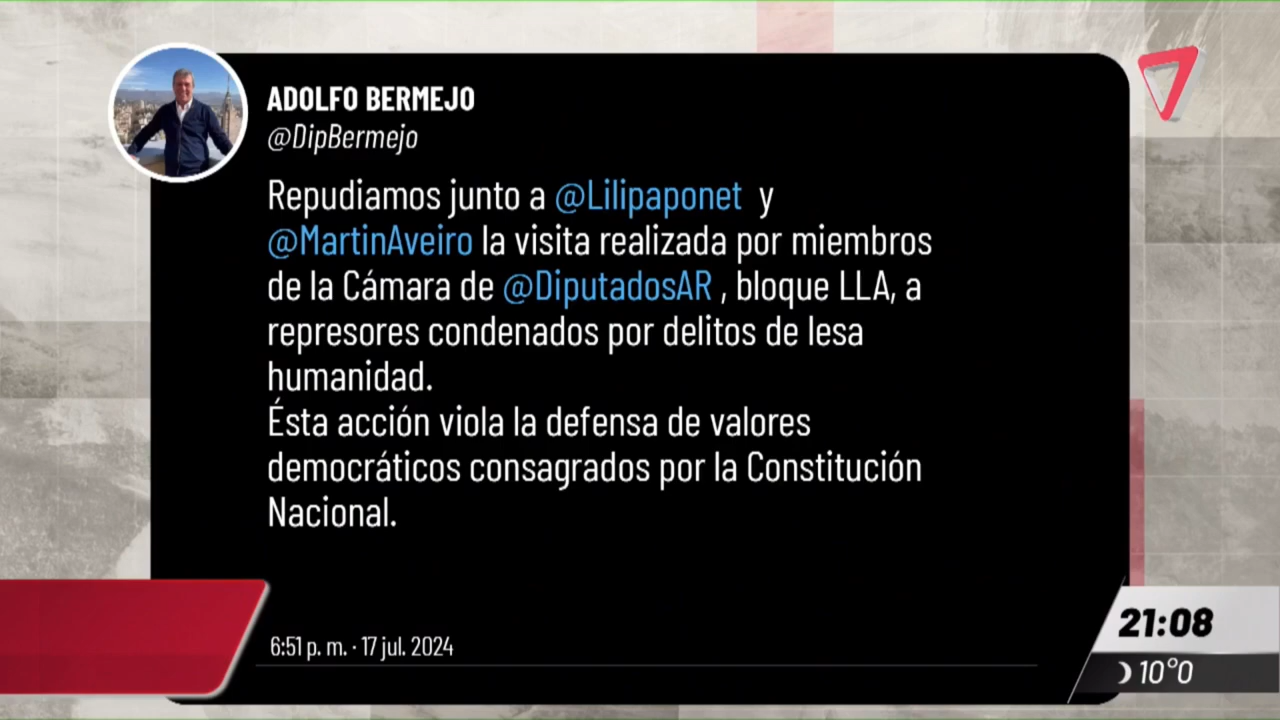 ADOLFO BERMEJO
@DipBermejo
Repudiamos junto a @Lilipaponet y
@MartinAveiro la visita realizada por miembros
de la Cámara de @DiputadosAR , bloque LLA, a
represores condenados por delitos de lesa
humanidad.
Ésta acción viola la defensa de valores
democráticos consagrados por la Constitución
Nacional.
6:51 p. m. · 17 jul. 2024
21:08
10°0